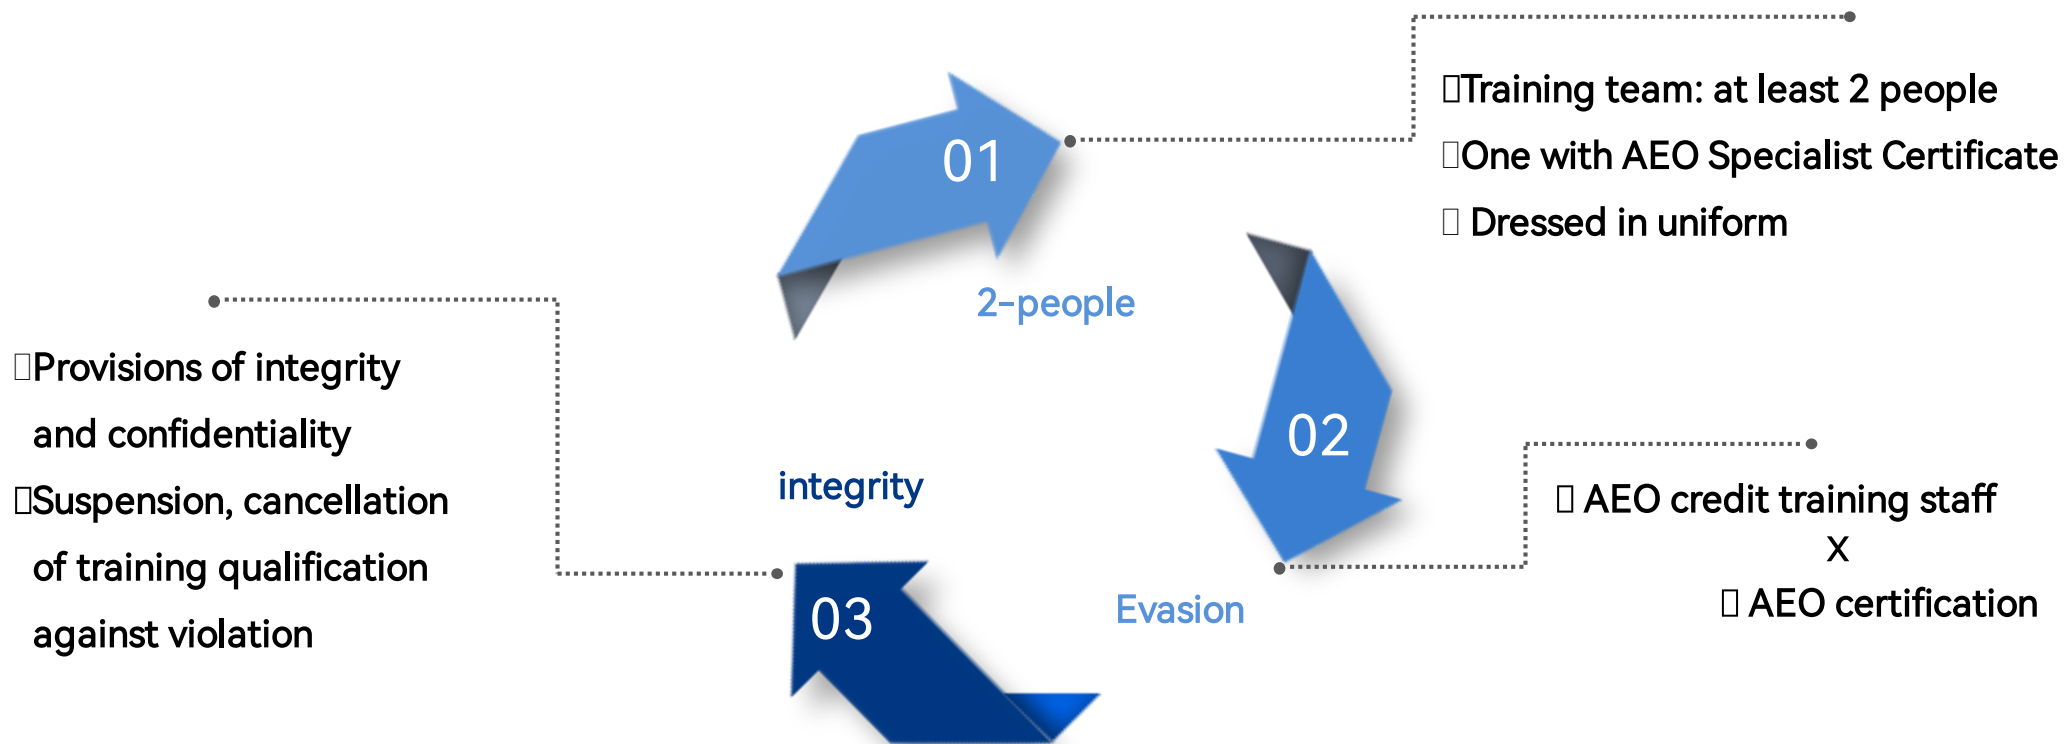 01
Training team: at least 2 people
One with AEO Specialist Certificate
Dressed in uniform
2-people
02
AEO credit training staff
X
AEO certification
Evasion
03
integrity
Provisions of integrity
and confidentiality
Suspension, cancellation
of training qualification
against violation